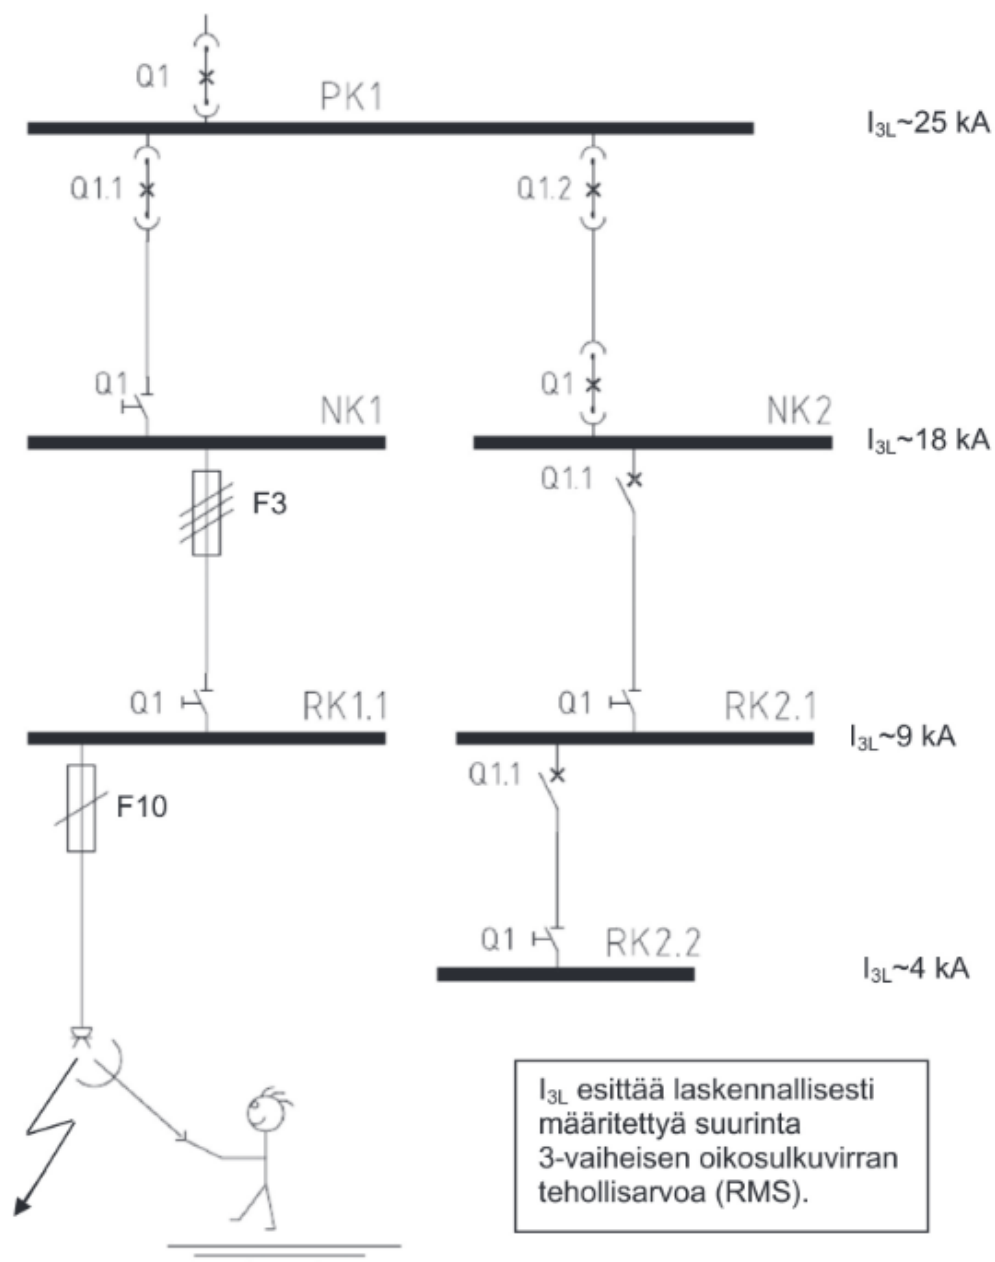 Q1
PK1
I3L~25 kA
Q1.1
Q1.2
Q1
NK1
Q1
NK2
I3L~18 kA
F3
Q1.1
Q1
RK1.1
Q1
RK2.1
I3L~9 kA
F10
Q1.1
Q1
RK2.2
I3L~4 kA
I3L esittää laskennallisesti
määritettyä suurinta
3-vaiheisen oikosulkuvirran
tehollisarvoa (RMS).